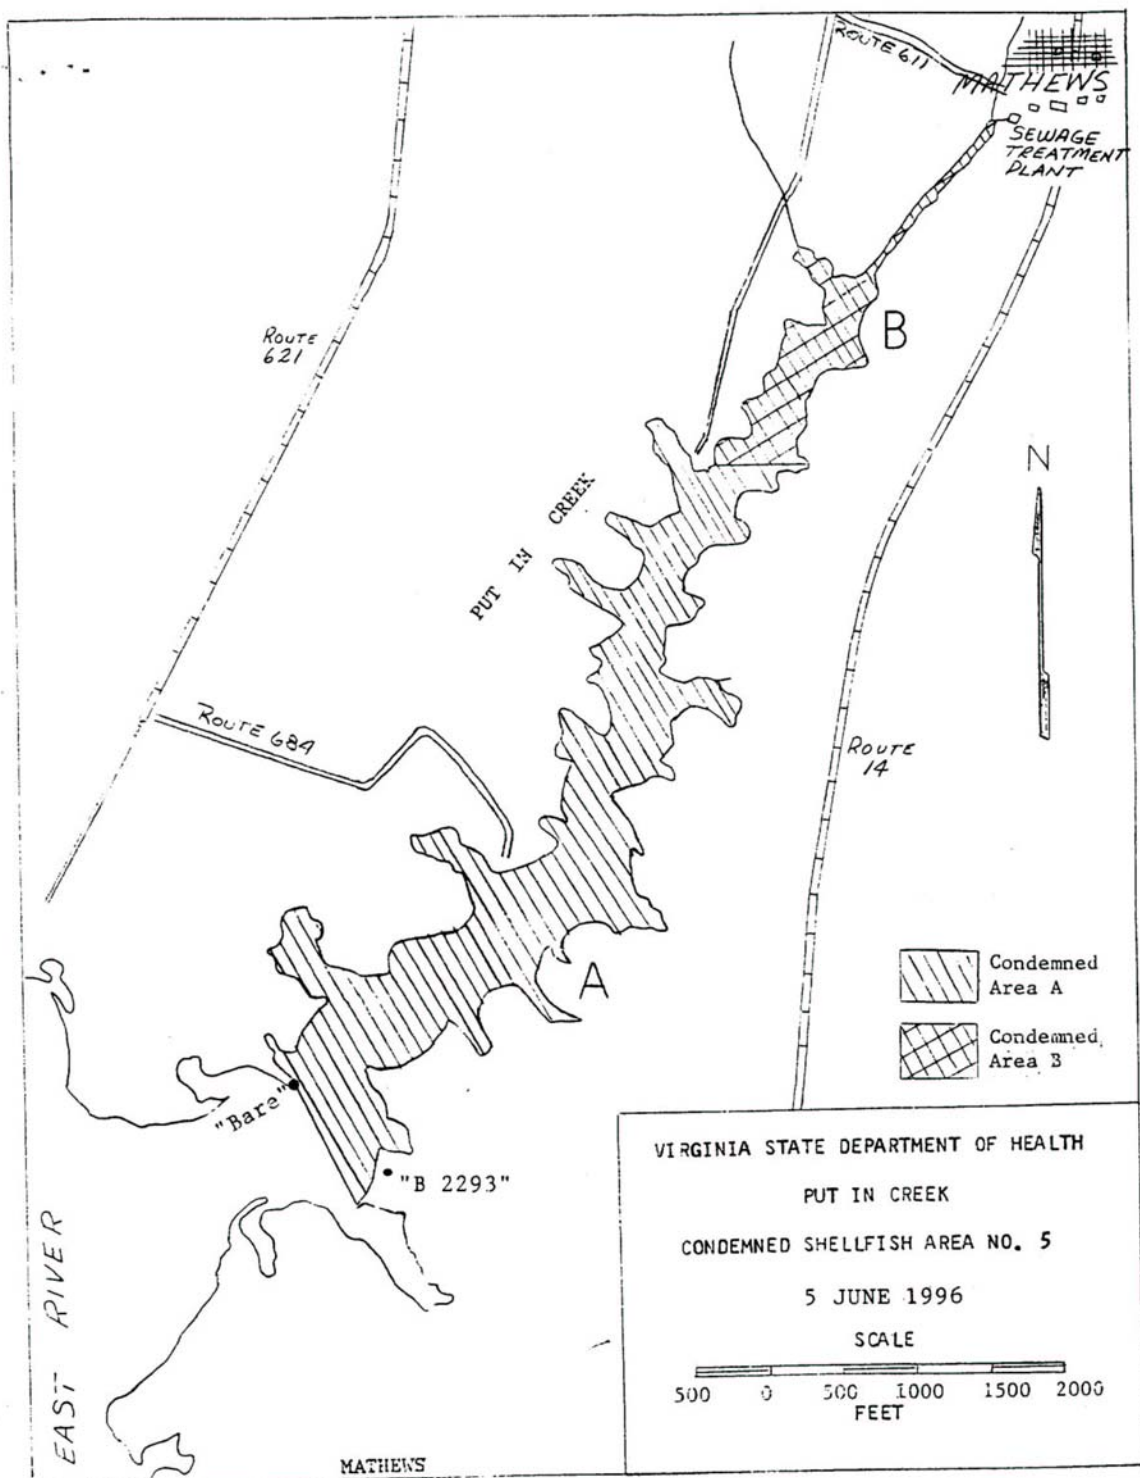 ROUTE 611
MATHEWS
SEWAGE
TREATMENT
PLANT
ROUTE
621
B
N
PUT IN CREEK
ROUTE 684
ROUTE
14
A
Condemned
Area A
Condemned
Area B
"Bare"
"B 2293"
EAST RIVER
VIRGINIA STATE DEPARTMENT OF HEALTH
PUT IN CREEK
CONDEMNED SHELLFISH AREA NO. 5
5 JUNE 1996
SCALE
500 0 500 1000 1500 2000
FEET
MATHEWS